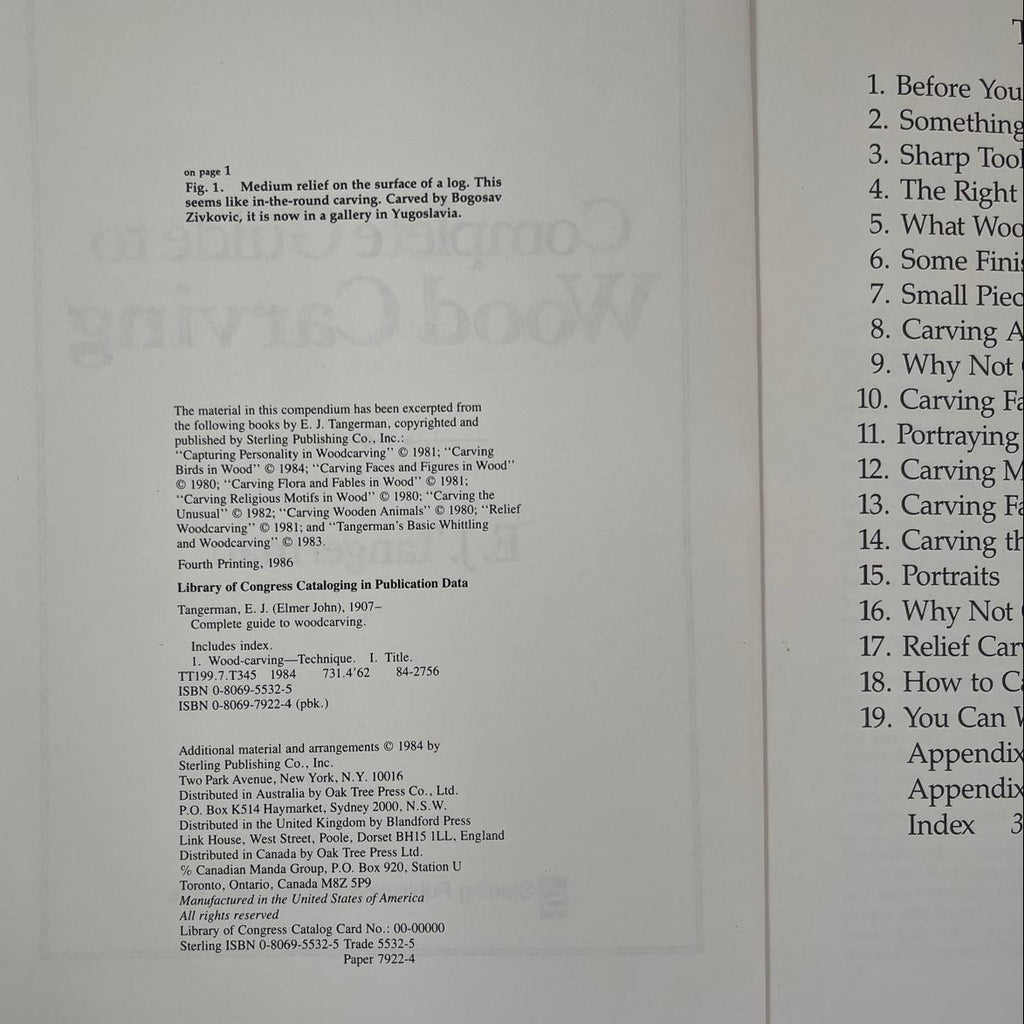 on page 1
Fig. 1. Medium relief on the surface of a log. This
seems like in-the-round carving. Carved by Bogosav
Zivkovic, it is now in a gallery in Yugoslavia.
Complete Guide to
Wood Carving
The material in this compendium has been excerpted from
the following books by E. J. Tangerman, copyrighted and
published by Sterling Publishing Co., Inc.:
“Capturing Personality in Woodcarving” © 1981; “Carving
Birds in Wood” © 1984; “Carving Faces and Figures in Wood”
© 1980; “Carving Flora and Fables in Wood” © 1981;
“Carving Religious Motifs in Wood” © 1980; “Carving the
Unusual” © 1982; “Carving Wooden Animals” © 1980; “Relief
Woodcarving” © 1981; and “Tangerman’s Basic Whittling
and Woodcarving” © 1983.
Fourth Printing, 1986
Library of Congress Cataloging in Publication Data
Tangerman, E. J. (Elmer John), 1907–
Complete guide to woodcarving.
Includes index.
1. Wood-carving—Technique. I. Title.
TT199.7.T345 1984 731.4′62 84-2756
ISBN 0-8069-5532-5
ISBN 0-8069-7922-4 (pbk.)
Additional material and arrangements © 1984 by
Sterling Publishing Co., Inc.
Two Park Avenue, New York, N.Y. 10016
Distributed in Australia by Oak Tree Press Co., Ltd.
P.O. Box K514 Haymarket, Sydney 2000, N.S.W.
Distributed in the United Kingdom by Blandford Press
Link House, West Street, Poole, Dorset BH15 1LL, England
Distributed in Canada by Oak Tree Press Ltd.
℅ Canadian Manda Group, P.O. Box 920, Station U
Toronto, Ontario, Canada M8Z 5P9
Manufactured in the United States of America
All rights reserved
Library of Congress Catalog Card No.: 00-00000
Sterling ISBN 0-8069-5532-5 Trade 5532-5
Paper 7922-4
1. Before You
2. Something
3. Sharp Tool
4. The Right
5. What Woo
6. Some Finis
7. Small Piec
8. Carving A
9. Why Not
10. Carving Fa
11. Portraying
12. Carving M
13. Carving Fa
14. Carving th
15. Portraits
16. Why Not
17. Relief Car
18. How to Ca
19. You Can
Appendix
Appendix
Index 3